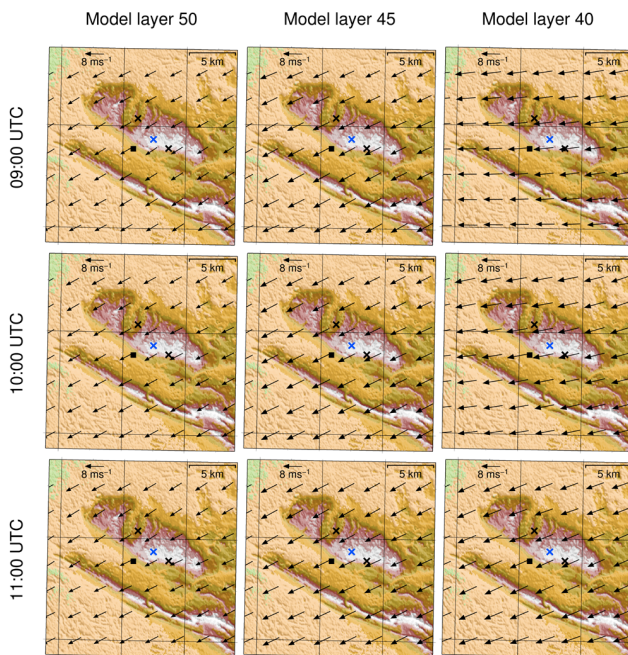 Model layer 50 Model layer 45 Model layer 40
09:00 UTC
8 ms⁻¹ 5 km 8 ms⁻¹ 5 km 8 ms⁻¹ 5 km
10:00 UTC
8 ms⁻¹ 5 km 8 ms⁻¹ 5 km 8 ms⁻¹ 5 km
11:00 UTC
8 ms⁻¹ 5 km 8 ms⁻¹ 5 km 8 ms⁻¹ 5 km